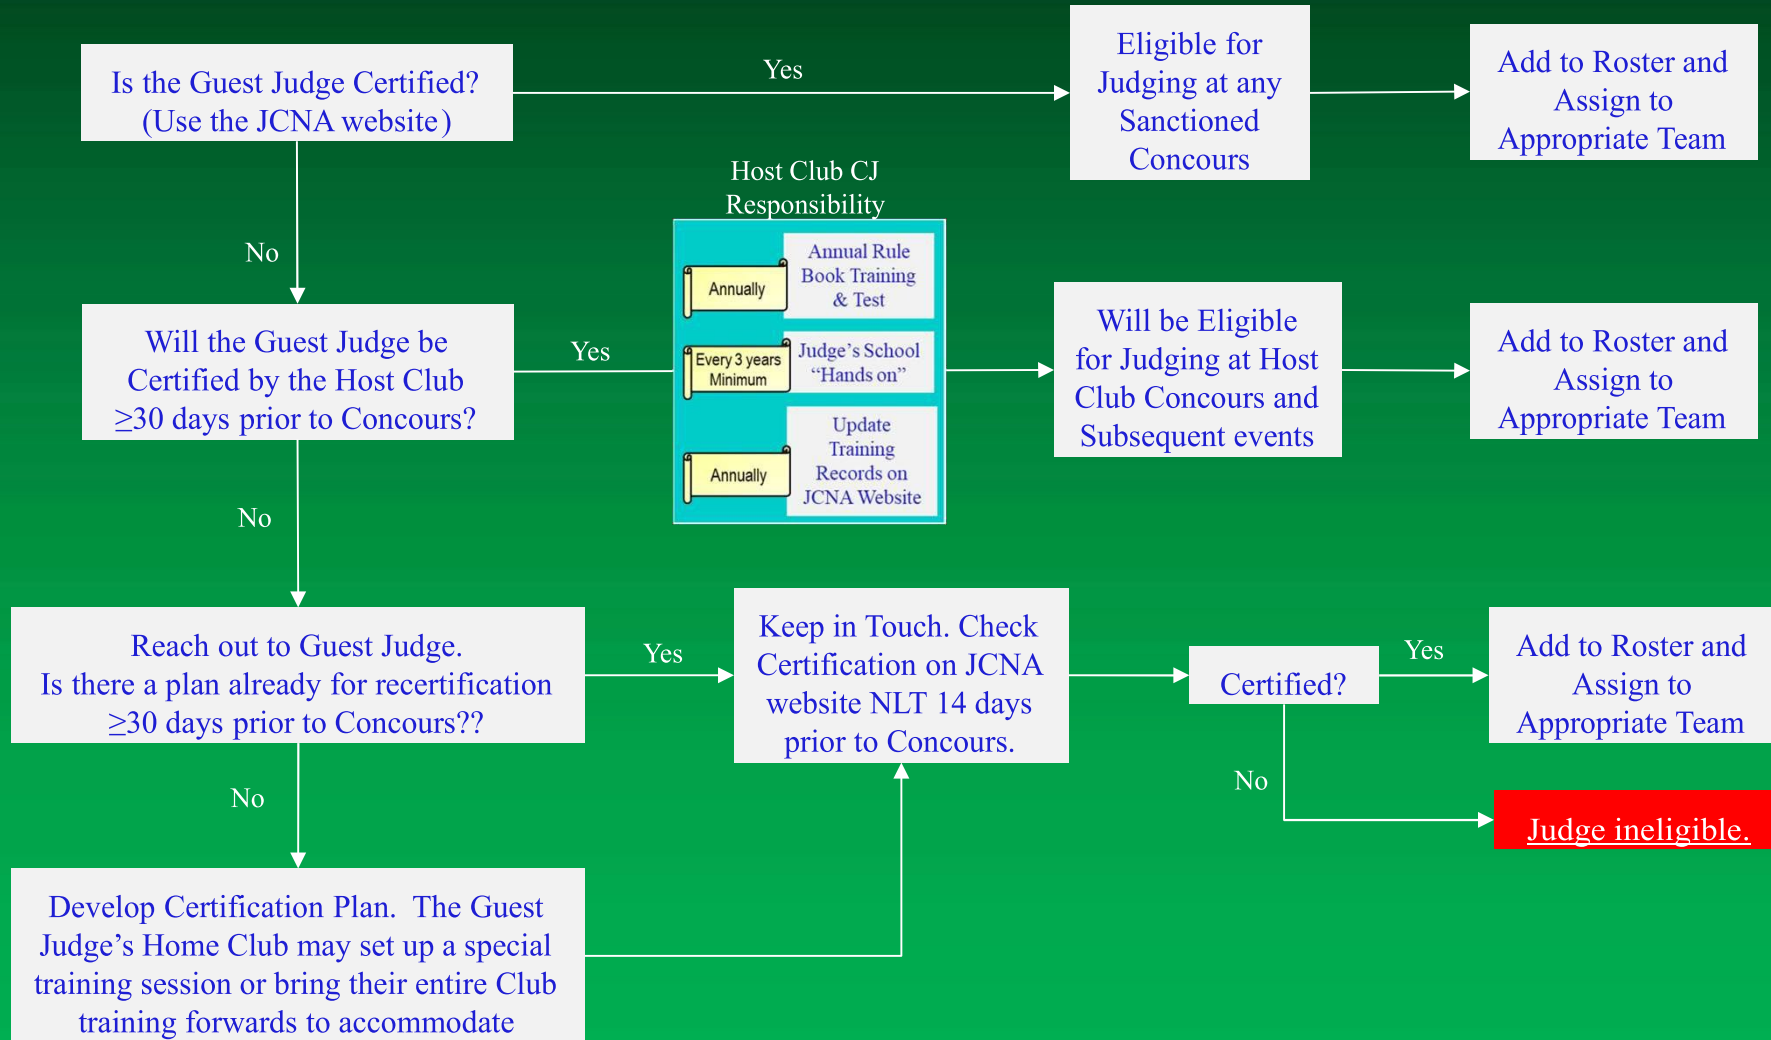 Is the Guest Judge Certified?
(Use the JCNA website)
Yes
Eligible for
Judging at any
Sanctioned
Concours
Add to Roster and
Assign to
Appropriate Team
No
Host Club CJ
Responsibility
Will the Guest Judge be
Certified by the Host Club
≥30 days prior to Concours?
Yes
Annually
Annual Rule
Book Training
& Test
Every 3 years
Minimum
Judge’s School
“Hands on”
Annually
Update
Training
Records on
JCNA Website
Will be Eligible
for Judging at Host
Club Concours and
Subsequent events
Add to Roster and
Assign to
Appropriate Team
No
Reach out to Guest Judge.
Is there a plan already for recertification
≥30 days prior to Concours??
Yes
Keep in Touch. Check
Certification on JCNA
website NLT 14 days
prior to Concours.
Certified?
Yes
Add to Roster and
Assign to
Appropriate Team
No
Judge ineligible.
No
Develop Certification Plan.  The Guest
Judge’s Home Club may set up a special
training session or bring their entire Club
training forwards to accommodate